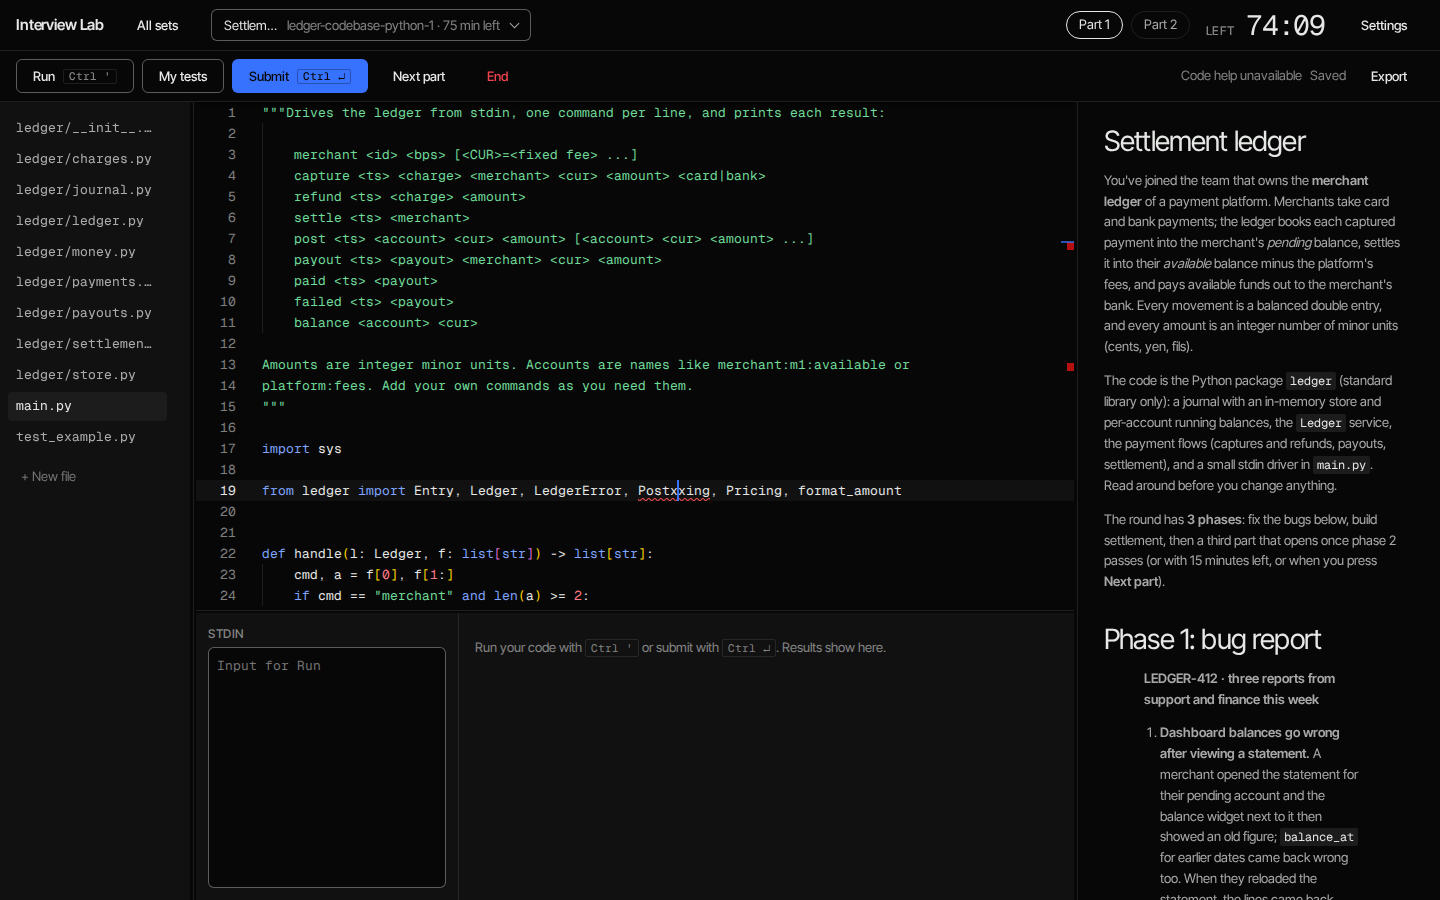 Interview Lab
All sets
Settlem... ledger-codebase-python-1 · 75 min left
Part 1
Part 2
LEFT 74:09
Settings
Run Ctrl '
My tests
Submit Ctrl ↵
Next part
End
Code help unavailable
Saved
Export
ledger/__init__.…
ledger/charges.py
ledger/journal.py
ledger/ledger.py
ledger/money.py
ledger/payments.…
ledger/payouts.py
ledger/settlemen…
ledger/store.py
main.py
test_example.py
+ New file
1 """Drives the ledger from stdin, one command per line, and prints each result:
2
3 merchant <id> <bps> [<CUR>=<fixed fee> ...]
4 capture <ts> <charge> <merchant> <cur> <amount> <card|bank>
5 refund <ts> <charge> <amount>
6 settle <ts> <merchant>
7 post <ts> <account> <cur> <amount> [<account> <cur> <amount> ...]
8 payout <ts> <payout> <merchant> <cur> <amount>
9 paid <ts> <payout>
10 failed <ts> <payout>
11 balance <account> <cur>
12
13 Amounts are integer minor units. Accounts are names like merchant:m1:available or
14 platform:fees. Add your own commands as you need them.
15 """
16
17 import sys
18
19 from ledger import Entry, Ledger, LedgerError, Postxxing, Pricing, format_amount
20
21
22 def handle(l: Ledger, f: list[str]) -> list[str]:
23 cmd, a = f[0], f[1:]
24 if cmd == "merchant" and len(a) >= 2:
STDIN
Input for Run
Run your code with Ctrl ' or submit with Ctrl ↵. Results show here.
Settlement ledger
You've joined the team that owns the merchant
ledger of a payment platform. Merchants take card
and bank payments; the ledger books each captured
payment into the merchant's pending balance, settles
it into their available balance minus the platform's
fees, and pays available funds out to the merchant's
bank. Every movement is a balanced double entry,
and every amount is an integer number of minor units
(cents, yen, fils).
The code is the Python package ledger (standard
library only): a journal with an in-memory store and
per-account running balances, the Ledger service,
the payment flows (captures and refunds, payouts,
settlement), and a small stdin driver in main.py.
Read around before you change anything.
The round has 3 phases: fix the bugs below, build
settlement, then a third part that opens once phase 2
passes (or with 15 minutes left, or when you press
Next part).
Phase 1: bug report
LEDGER-412 · three reports from
support and finance this week
1. Dashboard balances go wrong
after viewing a statement. A
merchant opened the statement for
their pending account and the
balance widget next to it then
showed an old figure; balance_at
for earlier dates came back wrong
too. When they reloaded the
statement, the lines came back